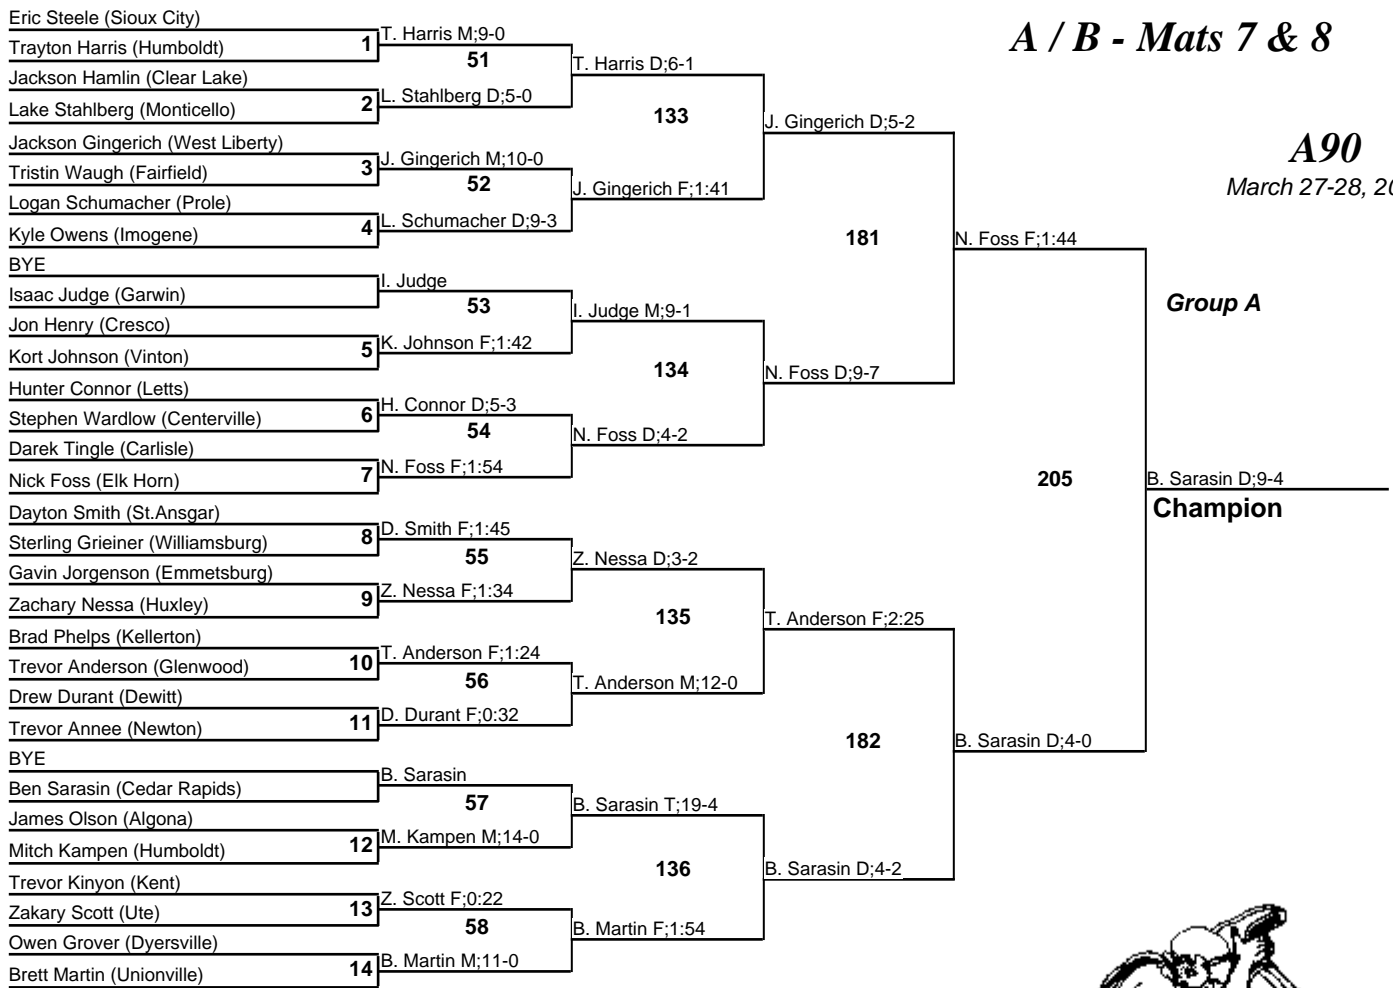 A / B - Mats 7 & 8
A90
March 27-28, 20
Group A
Eric Steele (Sioux City)
Trayton Harris (Humboldt)
Jackson Hamlin (Clear Lake)
Lake Stahlberg (Monticello)
Jackson Gingerich (West Liberty)
Tristin Waugh (Fairfield)
Logan Schumacher (Prole)
Kyle Owens (Imogene)
BYE
Isaac Judge (Garwin)
Jon Henry (Cresco)
Kort Johnson (Vinton)
Hunter Connor (Letts)
Stephen Wardlow (Centerville)
Darek Tingle (Carlisle)
Nick Foss (Elk Horn)
Dayton Smith (St.Ansgar)
Sterling Grieiner (Williamsburg)
Gavin Jorgenson (Emmetsburg)
Zachary Nessa (Huxley)
Brad Phelps (Kellerton)
Trevor Anderson (Glenwood)
Drew Durant (Dewitt)
Trevor Annee (Newton)
BYE
Ben Sarasin (Cedar Rapids)
James Olson (Algona)
Mitch Kampen (Humboldt)
Trevor Kinyon (Kent)
Zakary Scott (Ute)
Owen Grover (Dyersville)
Brett Martin (Unionville)
1
2
3
4
5
6
7
8
9
10
11
12
13
14
T. Harris M;9-0
51
L. Stahlberg D;5-0
J. Gingerich M;10-0
52
L. Schumacher D;9-3
I. Judge
53
K. Johnson F;1:42
H. Connor D;5-3
54
N. Foss F;1:54
D. Smith F;1:45
55
Z. Nessa F;1:34
T. Anderson F;1:24
56
D. Durant F;0:32
B. Sarasin
57
M. Kampen M;14-0
Z. Scott F;0:22
58
B. Martin M;11-0
T. Harris D;6-1
133
J. Gingerich F;1:41
I. Judge M;9-1
134
N. Foss D;4-2
Z. Nessa D;3-2
135
T. Anderson M;12-0
B. Sarasin T;19-4
136
B. Martin F;1:54
J. Gingerich D;5-2
181
N. Foss D;9-7
T. Anderson F;2:25
182
B. Sarasin D;4-2
N. Foss F;1:44
205
B. Sarasin D;4-0
B. Sarasin D;9-4
Champion